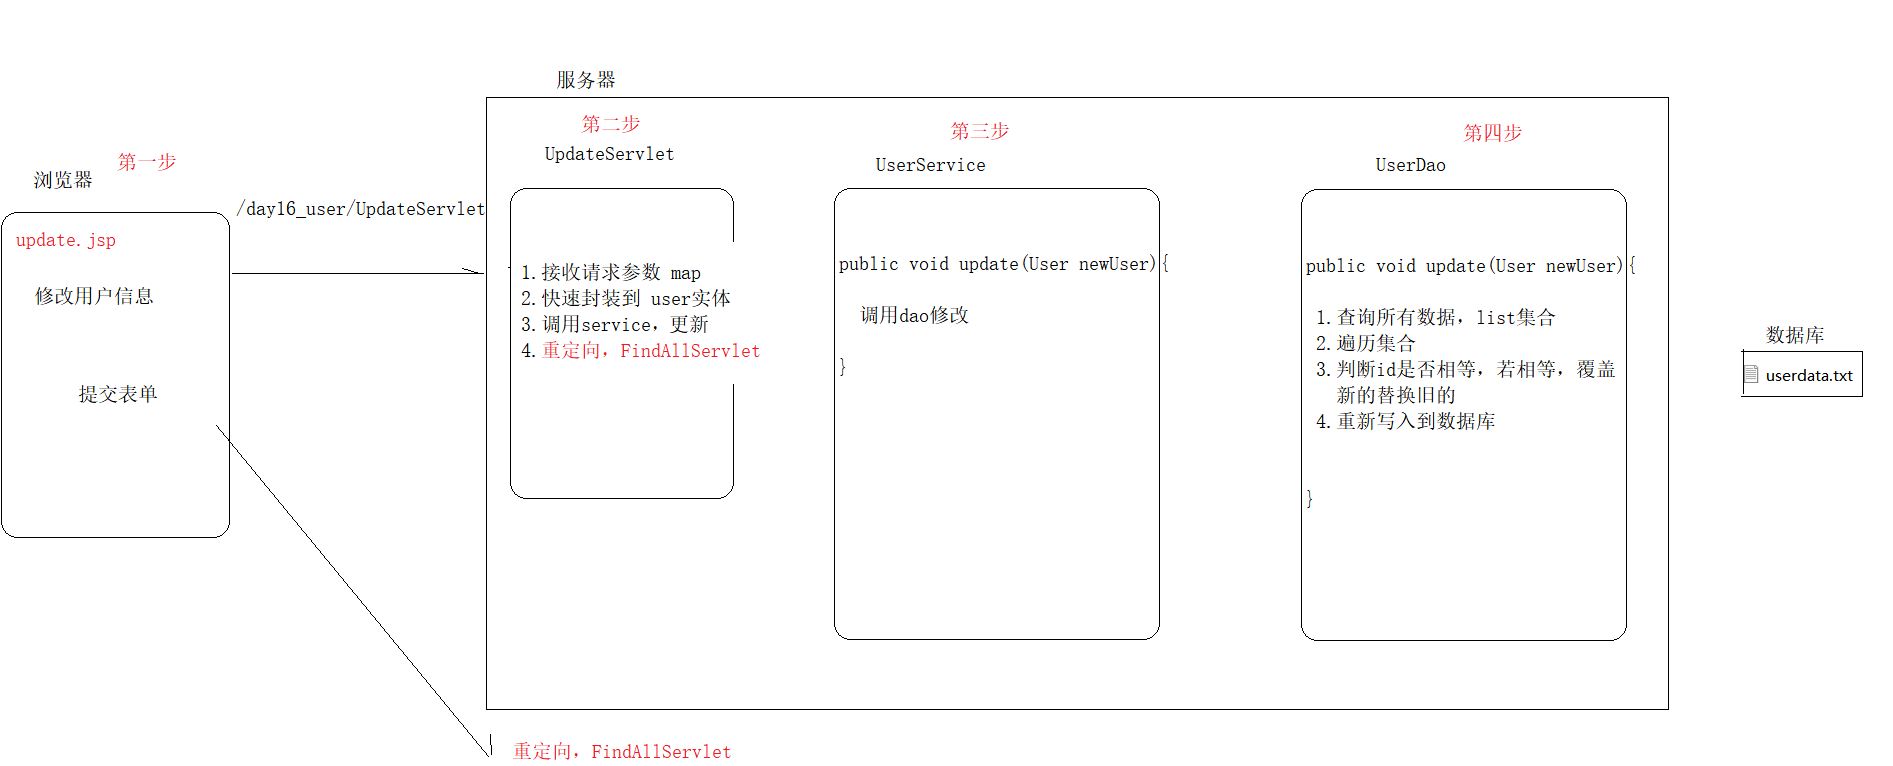 服务器
第一步
浏览器
update.jsp
修改用户信息
提交表单
/day16_user/UpdateServlet
第二步
UpdateServlet
1.接收请求参数 map
2.快速封装到 user实体
3.调用service，更新
4.重定向，FindAllServlet
第三步
UserService
public void update(User newUser){
调用dao修改
}
第四步
UserDao
public void update(User newUser){
1.查询所有数据，list集合
2.遍历集合
3.判断id是否相等，若相等，覆盖
新的替换旧的
4.重新写入到数据库
}
数据库
userdata.txt
重定向，FindAllServlet